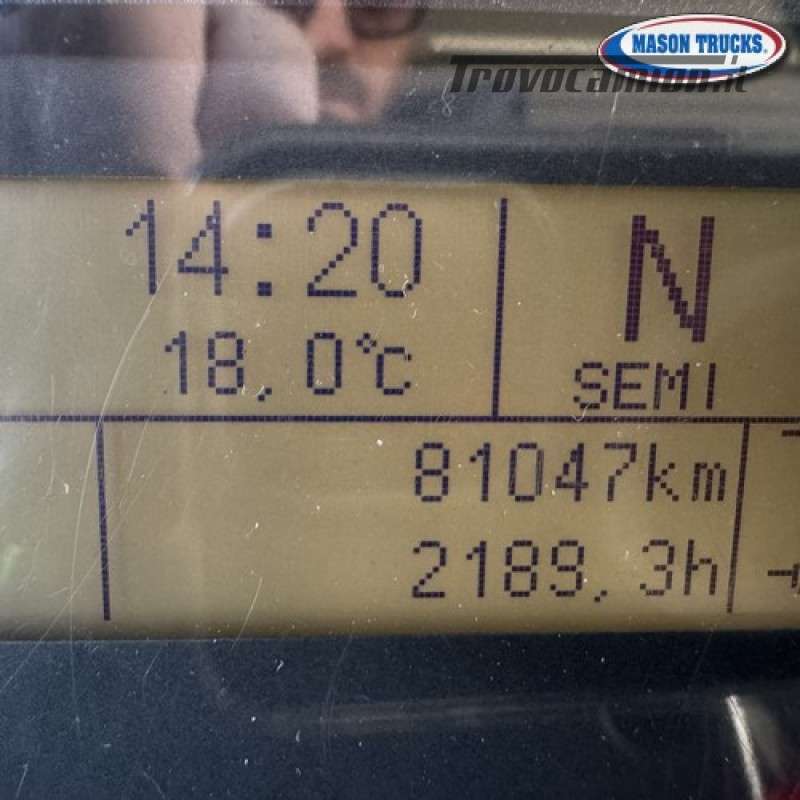 MASON TRUCKS
Trovocamion.it
14:20
N
18,0°C
SEMI
81047km
2189,3h